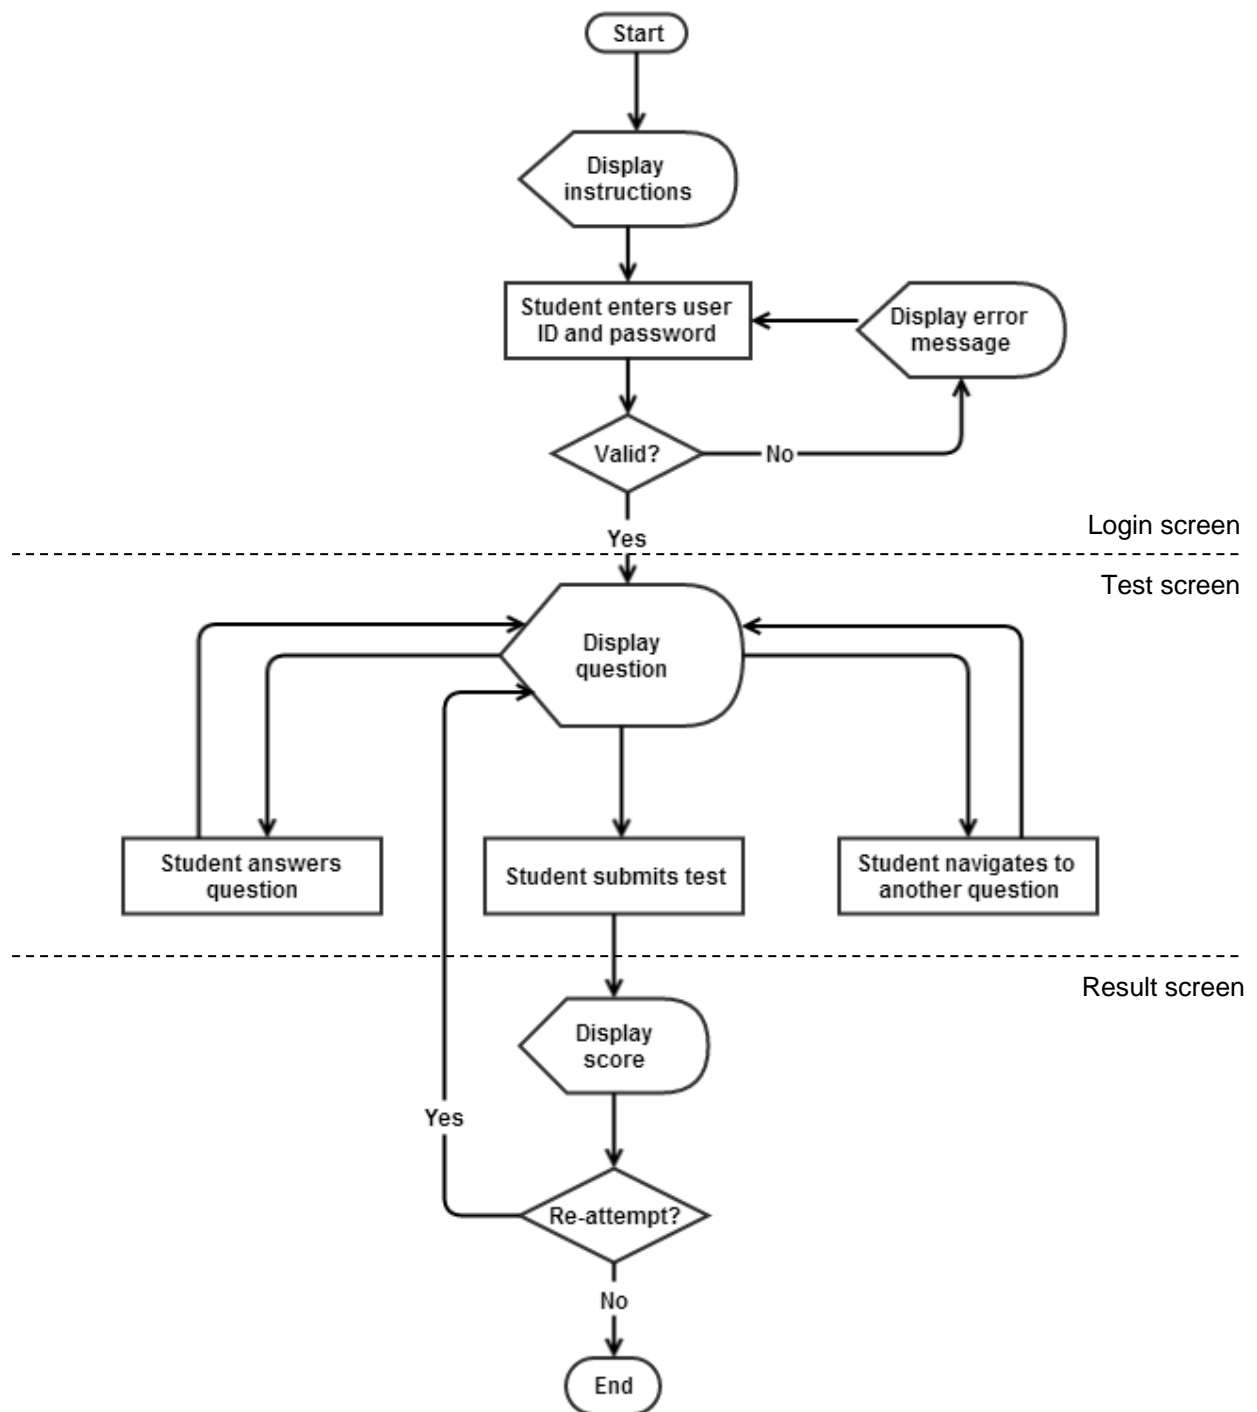 Start
Display
instructions
Student enters user
ID and password
Display error
message
Valid?
No
Yes
Login screen
Test screen
Display
question
Student answers
question
Student submits test
Student navigates to
another question
Result screen
Display
score
Yes
Re-attempt?
No
End